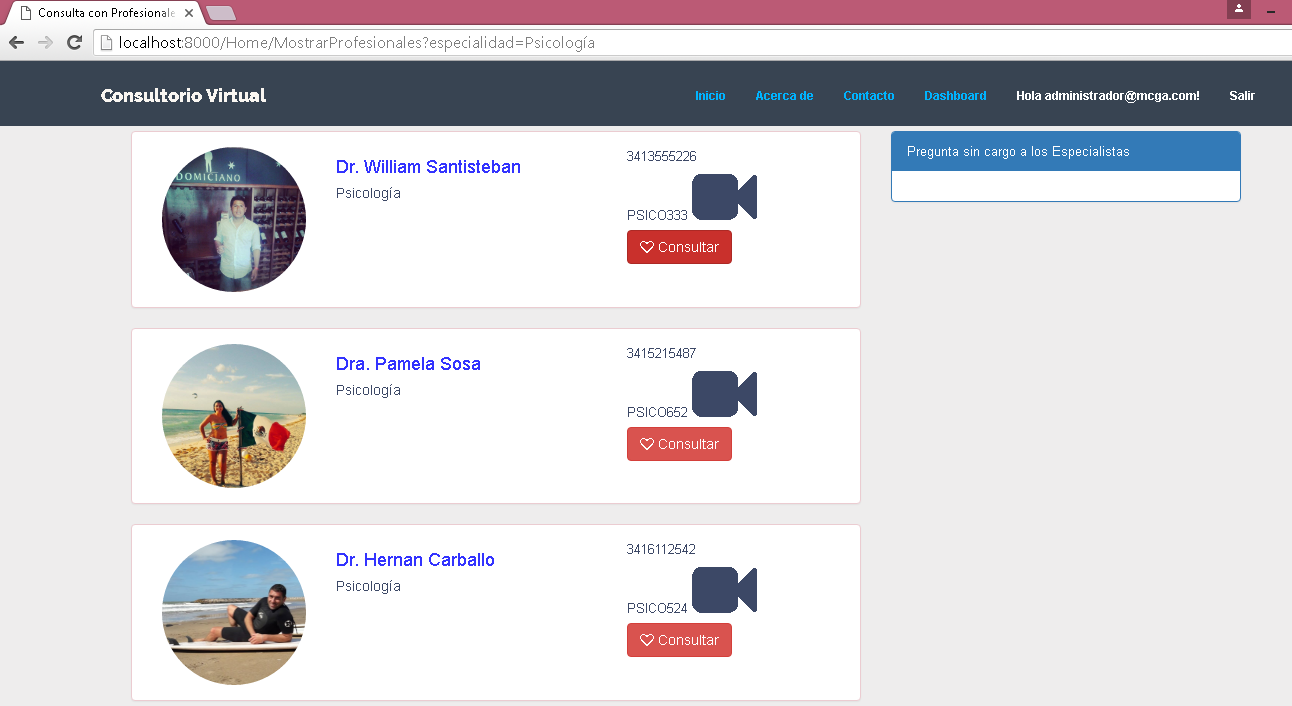 Consulta con Profesionale
localhost:8000/Home/MostrarProfesionales?especialidad=Psicología
Consultorio Virtual
Inicio
Acerca de
Contacto
Dashboard
Hola administrador@mcga.com!
Salir
DOMICIANO
Dr. William Santisteban
Psicología
3413555226
PSICO333
Consultar
Pregunta sin cargo a los Especialistas
Dra. Pamela Sosa
Psicología
3415215487
PSICO652
Consultar
Dr. Hernan Carballo
Psicología
3416112542
PSICO524
Consultar